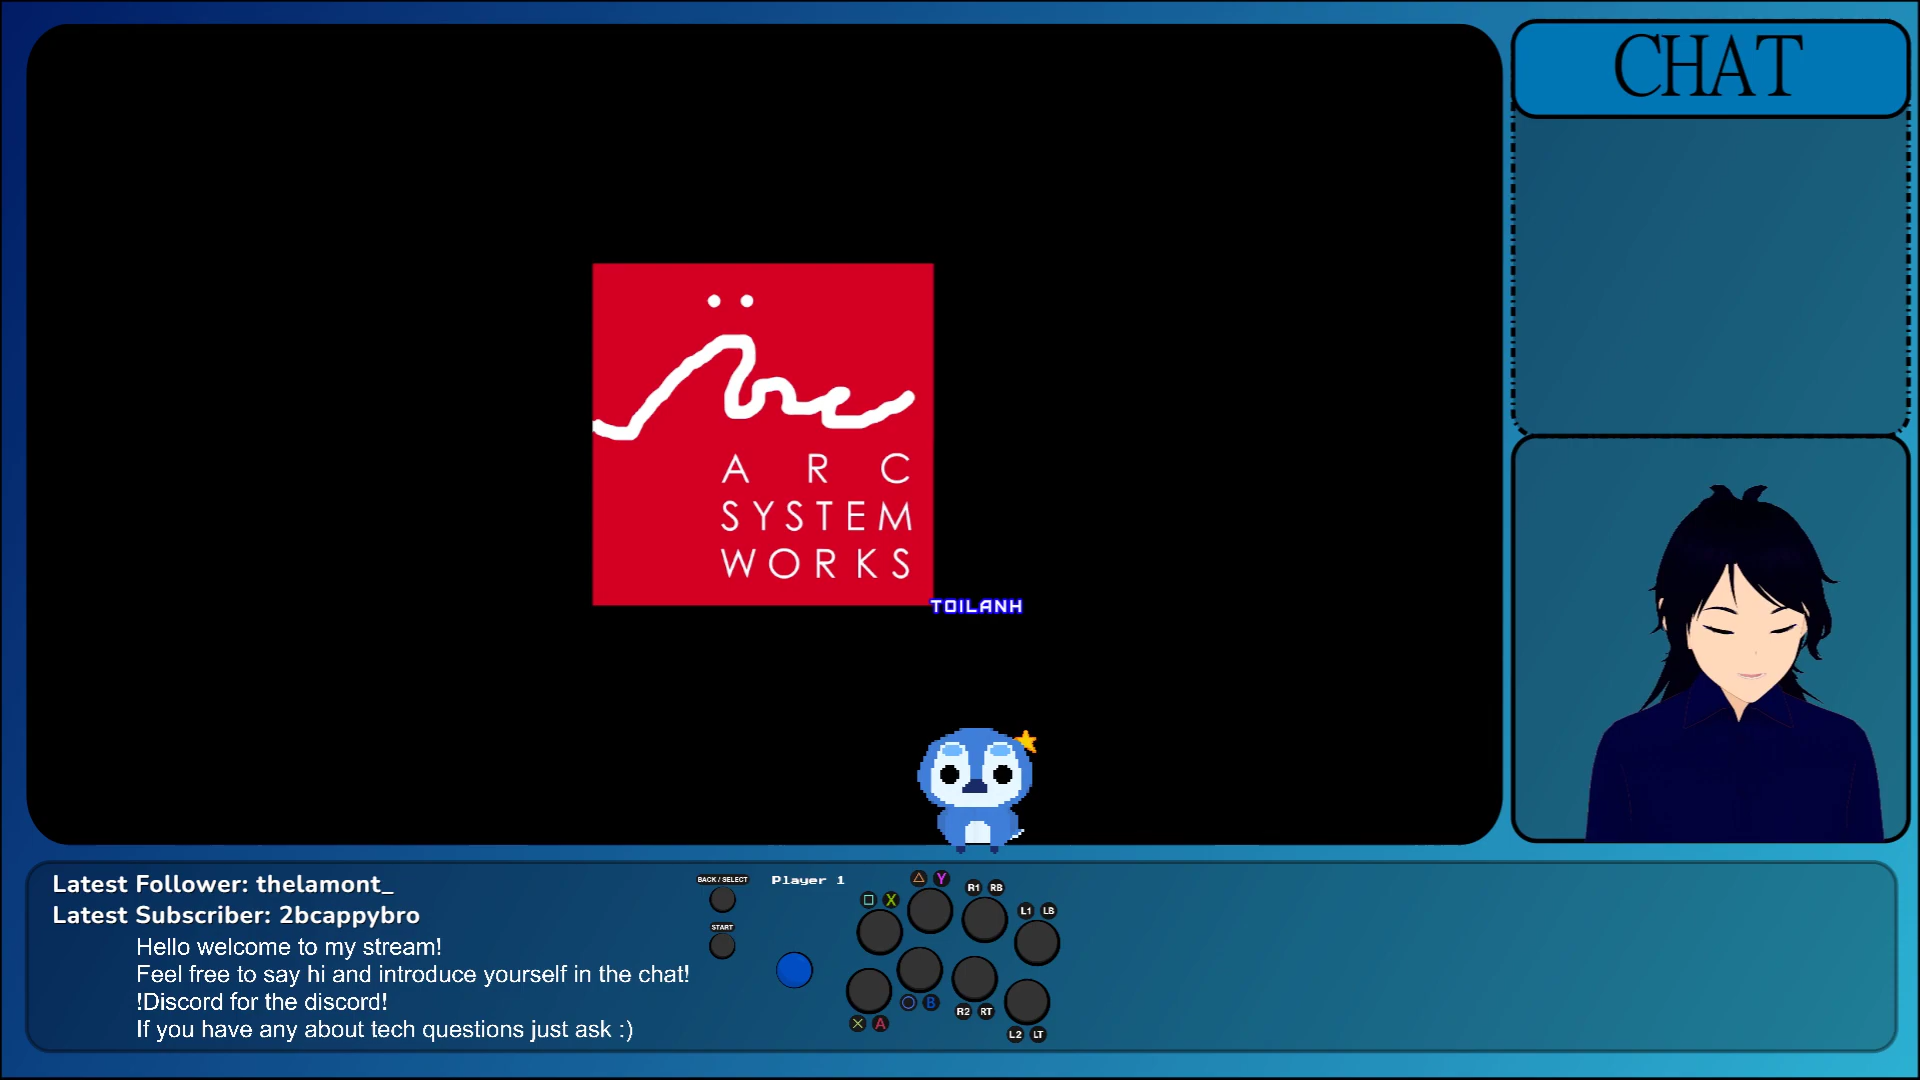 CHAT
A R C
SYSTEM
WORKS
TOILANH
Latest Follower: thelamont_
Latest Subscriber: 2bcappybro
Hello welcome to my stream!
Feel free to say hi and introduce yourself in the chat!
!Discord for the discord!
If you have any about tech questions just ask :)
BACK / SELECT
START
Player 1
X
Y
R1 RB
L1 LB
A
B
R2 RT
L2 LT